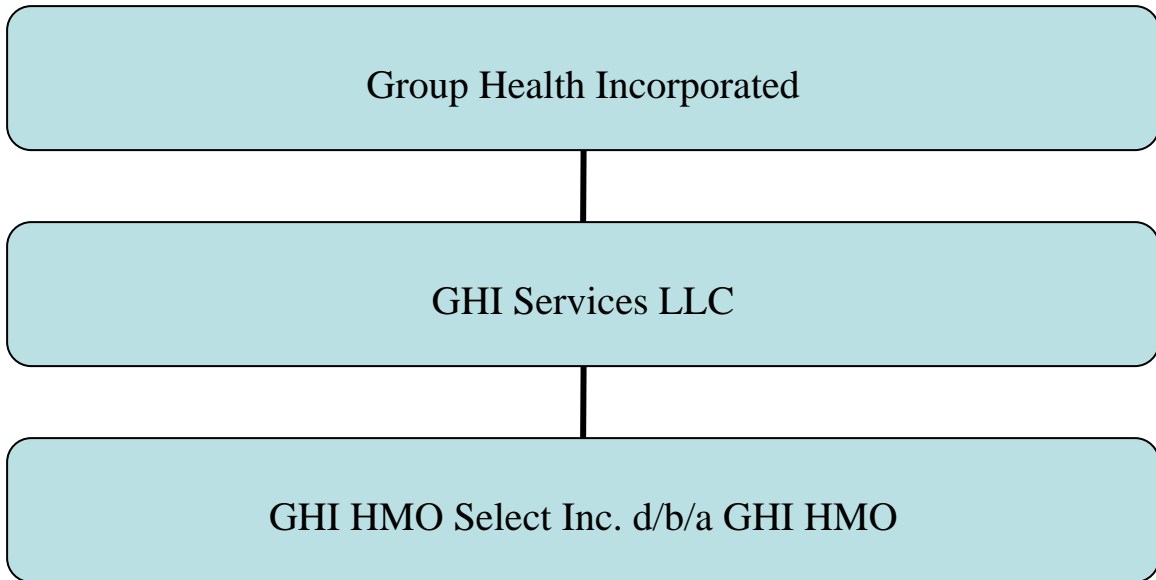 Group Health Incorporated
GHI Services LLC
GHI HMO Select Inc. d/b/a GHI HMO